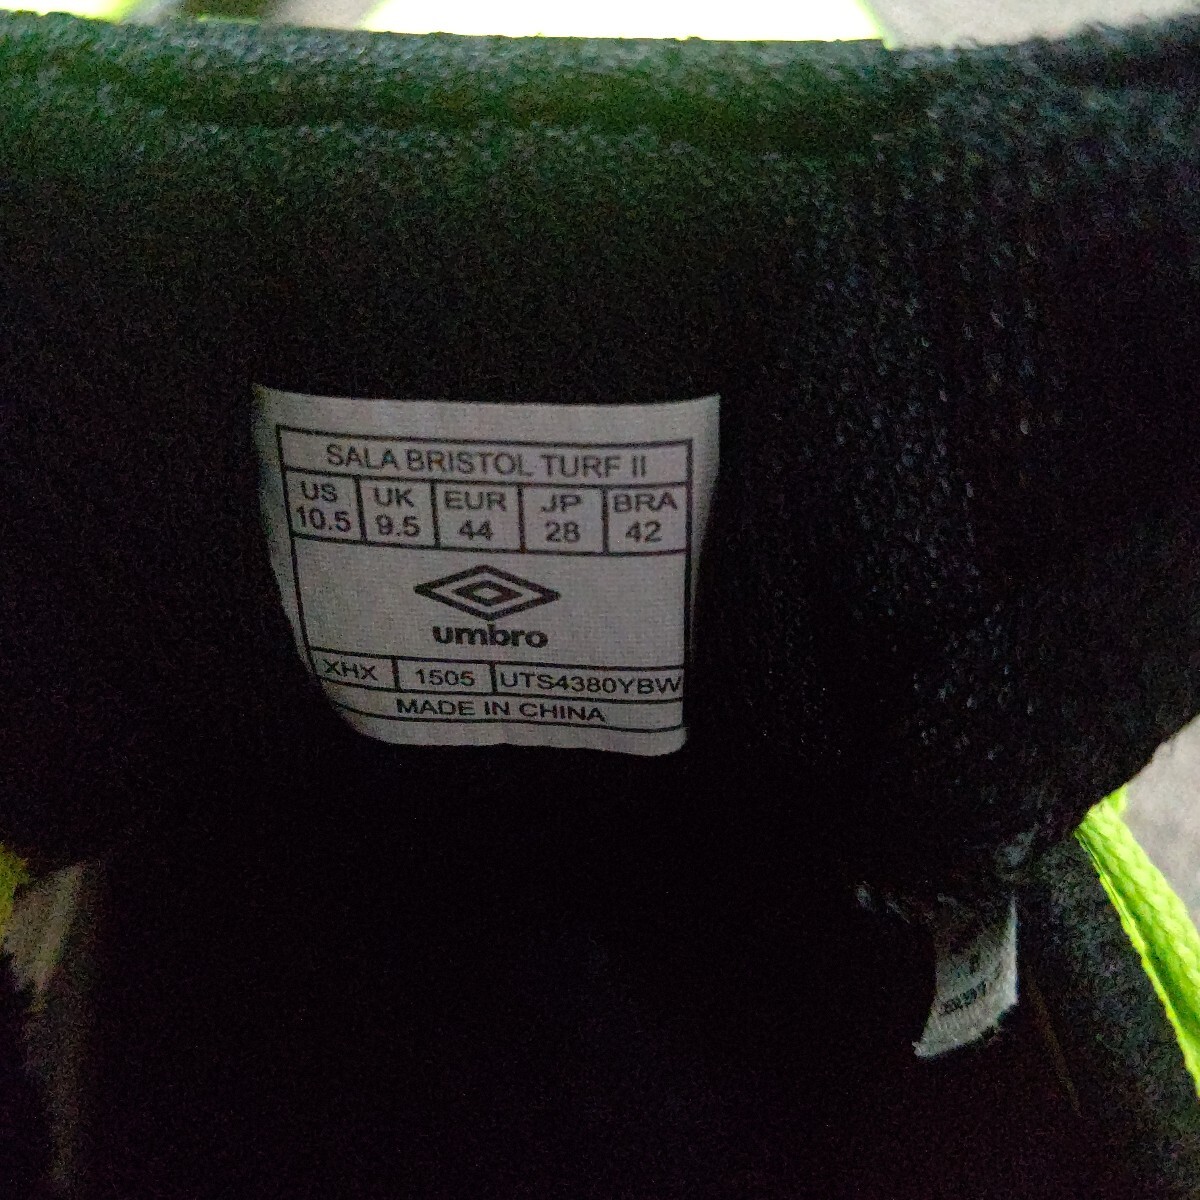 SALA BRISTOL TURF II
US UK EUR JP BRA
10.5 9.5 44 28 42
umbro
XHX 1505 UTS4380YBW
MADE IN CHINA